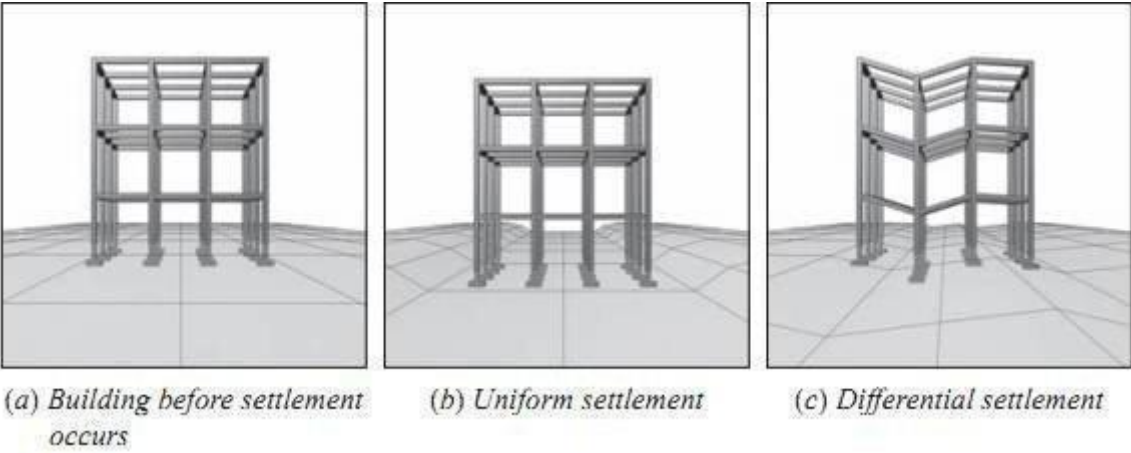 (a) Building before settlement
occurs
(b) Uniform settlement
(c) Differential settlement